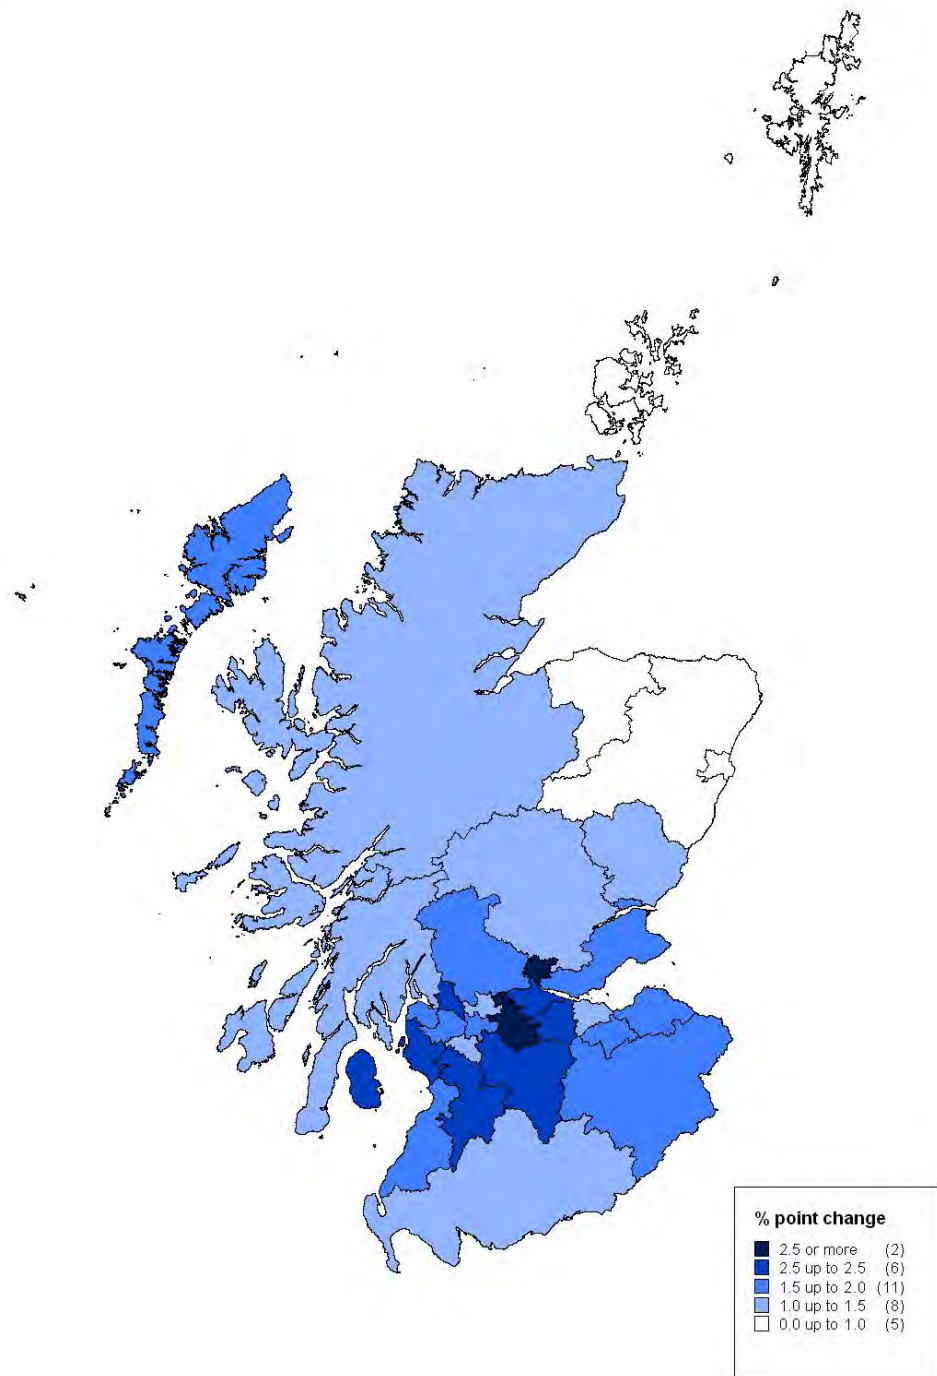 % point change
2.5 or more (2)
2.5 up to 2.5 (6)
1.5 up to 2.0 (11)
1.0 up to 1.5 (8)
0.0 up to 1.0 (5)